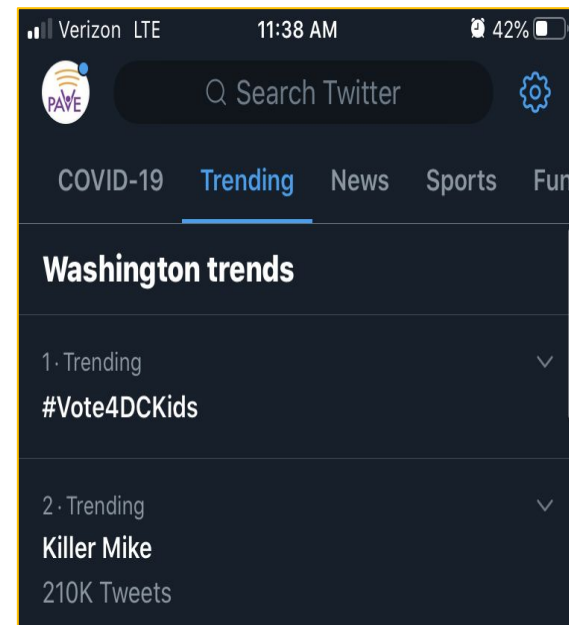 Verizon LTE 11:38 AM 42%
PAVE Search Twitter
COVID-19 Trending News Sports Fun
Washington trends
1 · Trending
#Vote4DCKids
2 · Trending
Killer Mike
210K Tweets